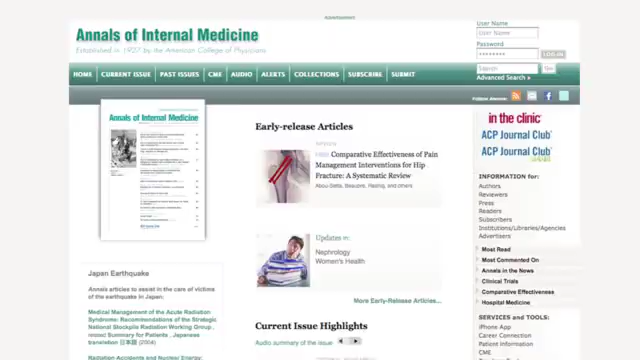 Advertisement
Annals of Internal Medicine
Established in 1927 by the American College of Physicians
User Name
User Name
Password
LOG IN
Search
Go
Advanced Search
HOME
CURRENT ISSUE
PAST ISSUES
CME
AUDIO
ALERTS
COLLECTIONS
SUBSCRIBE
SUBMIT
Follow Annals:
Annals of Internal Medicine
Early-release Articles
Comparative Effectiveness of Pain
Management Interventions for Hip
Fracture: A Systematic Review
and others
Updates in:
Nephrology
Women's Health
More Early-Release Articles...
Current Issue Highlights
Audio summary of the issue
Japan Earthquake
Annals articles to assist in the care of victims
of the earthquake in Japan:
Medical Management of the Acute Radiation
Syndrome: Recommendations of the Strategic
National Stockpile Radiation Working Group,
related Summary for Patients, Japanese
translation 日本語 (2004)
Radiation Accidents and Nuclear Energy:
in the clinic
ACP Journal Club
ACP Journal Club
INFORMATION for:
Authors
Reviewers
Press
Readers
Subscribers
Institutions/Libraries/Agencies
Advertisers
Most Read
Most Commented On
Annals in the News
Clinical Trials
Comparative Effectiveness
Hospital Medicine
SERVICES and TOOLS:
iPhone App
Career Connection
Patient Information
CME